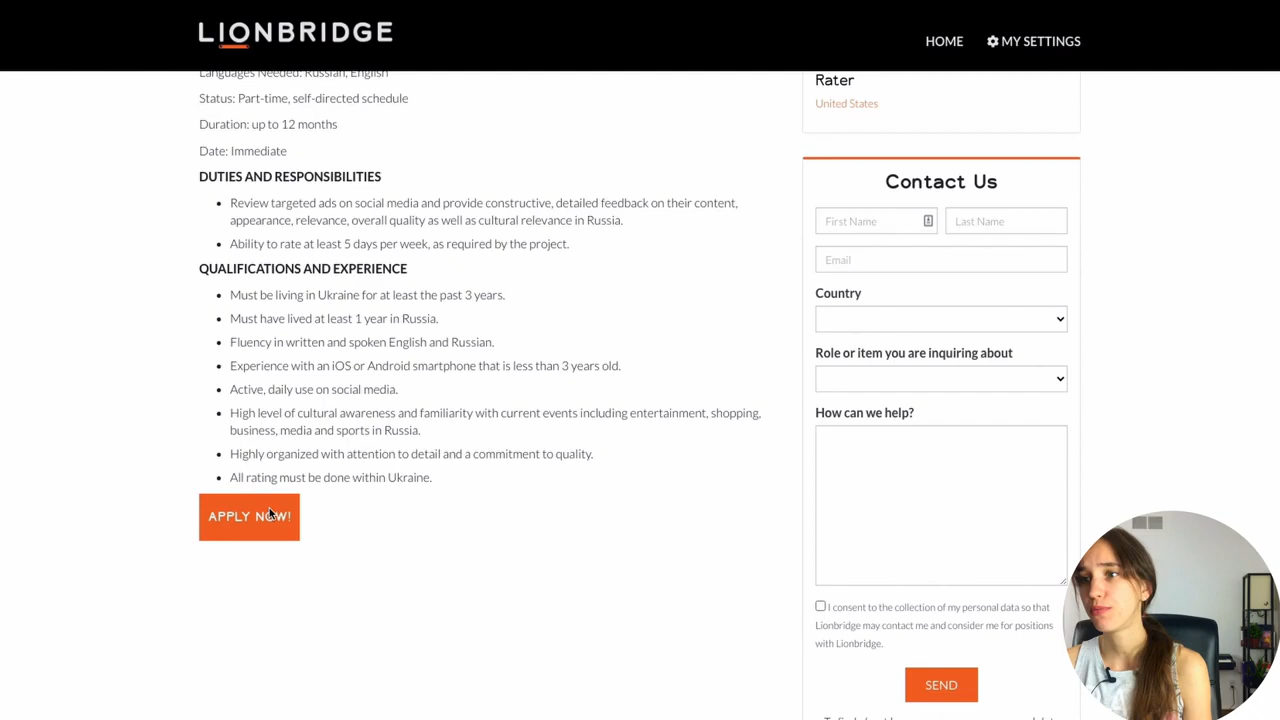 LIONBRIDGE
HOME
MY SETTINGS
Languages Needed: Russian, English
Status: Part-time, self-directed schedule
Duration: up to 12 months
Date: Immediate
DUTIES AND RESPONSIBILITIES
Review targeted ads on social media and provide constructive, detailed feedback on their content,
appearance, relevance, overall quality as well as cultural relevance in Russia.
Ability to rate at least 5 days per week, as required by the project.
QUALIFICATIONS AND EXPERIENCE
Must be living in Ukraine for at least the past 3 years.
Must have lived at least 1 year in Russia.
Fluency in written and spoken English and Russian.
Experience with an iOS or Android smartphone that is less than 3 years old.
Active, daily use on social media.
High level of cultural awareness and familiarity with current events including entertainment, shopping,
business, media and sports in Russia.
Highly organized with attention to detail and a commitment to quality.
All rating must be done within Ukraine.
APPLY NOW!
Rater
United States
Contact Us
First Name
Last Name
Email
Country
Role or item you are inquiring about
How can we help?
I consent to the collection of my personal data so that
Lionbridge may contact me and consider me for positions
with Lionbridge.
SEND